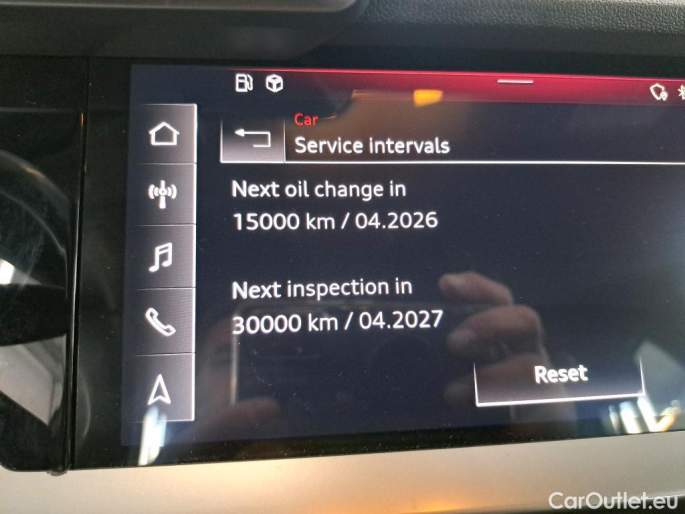 Car
Service intervals
Next oil change in
15000 km / 04.2026
Next inspection in
30000 km / 04.2027
Reset
CarOutlet.eu